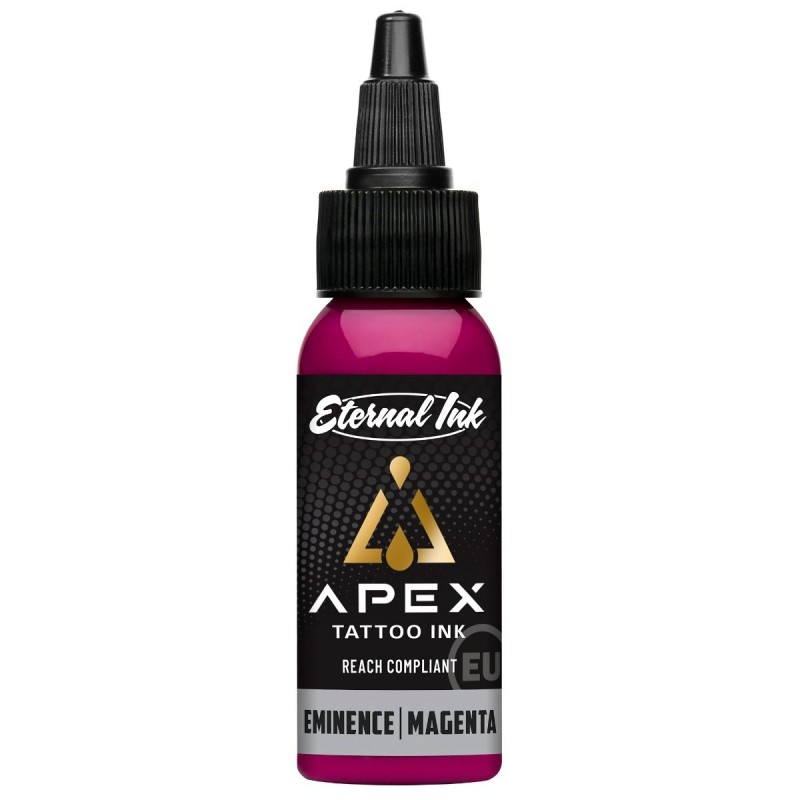 Eternal Ink
APEX
TATTOO INK
REACH COMPLIANT
EU
EMINENCE|MAGENTA